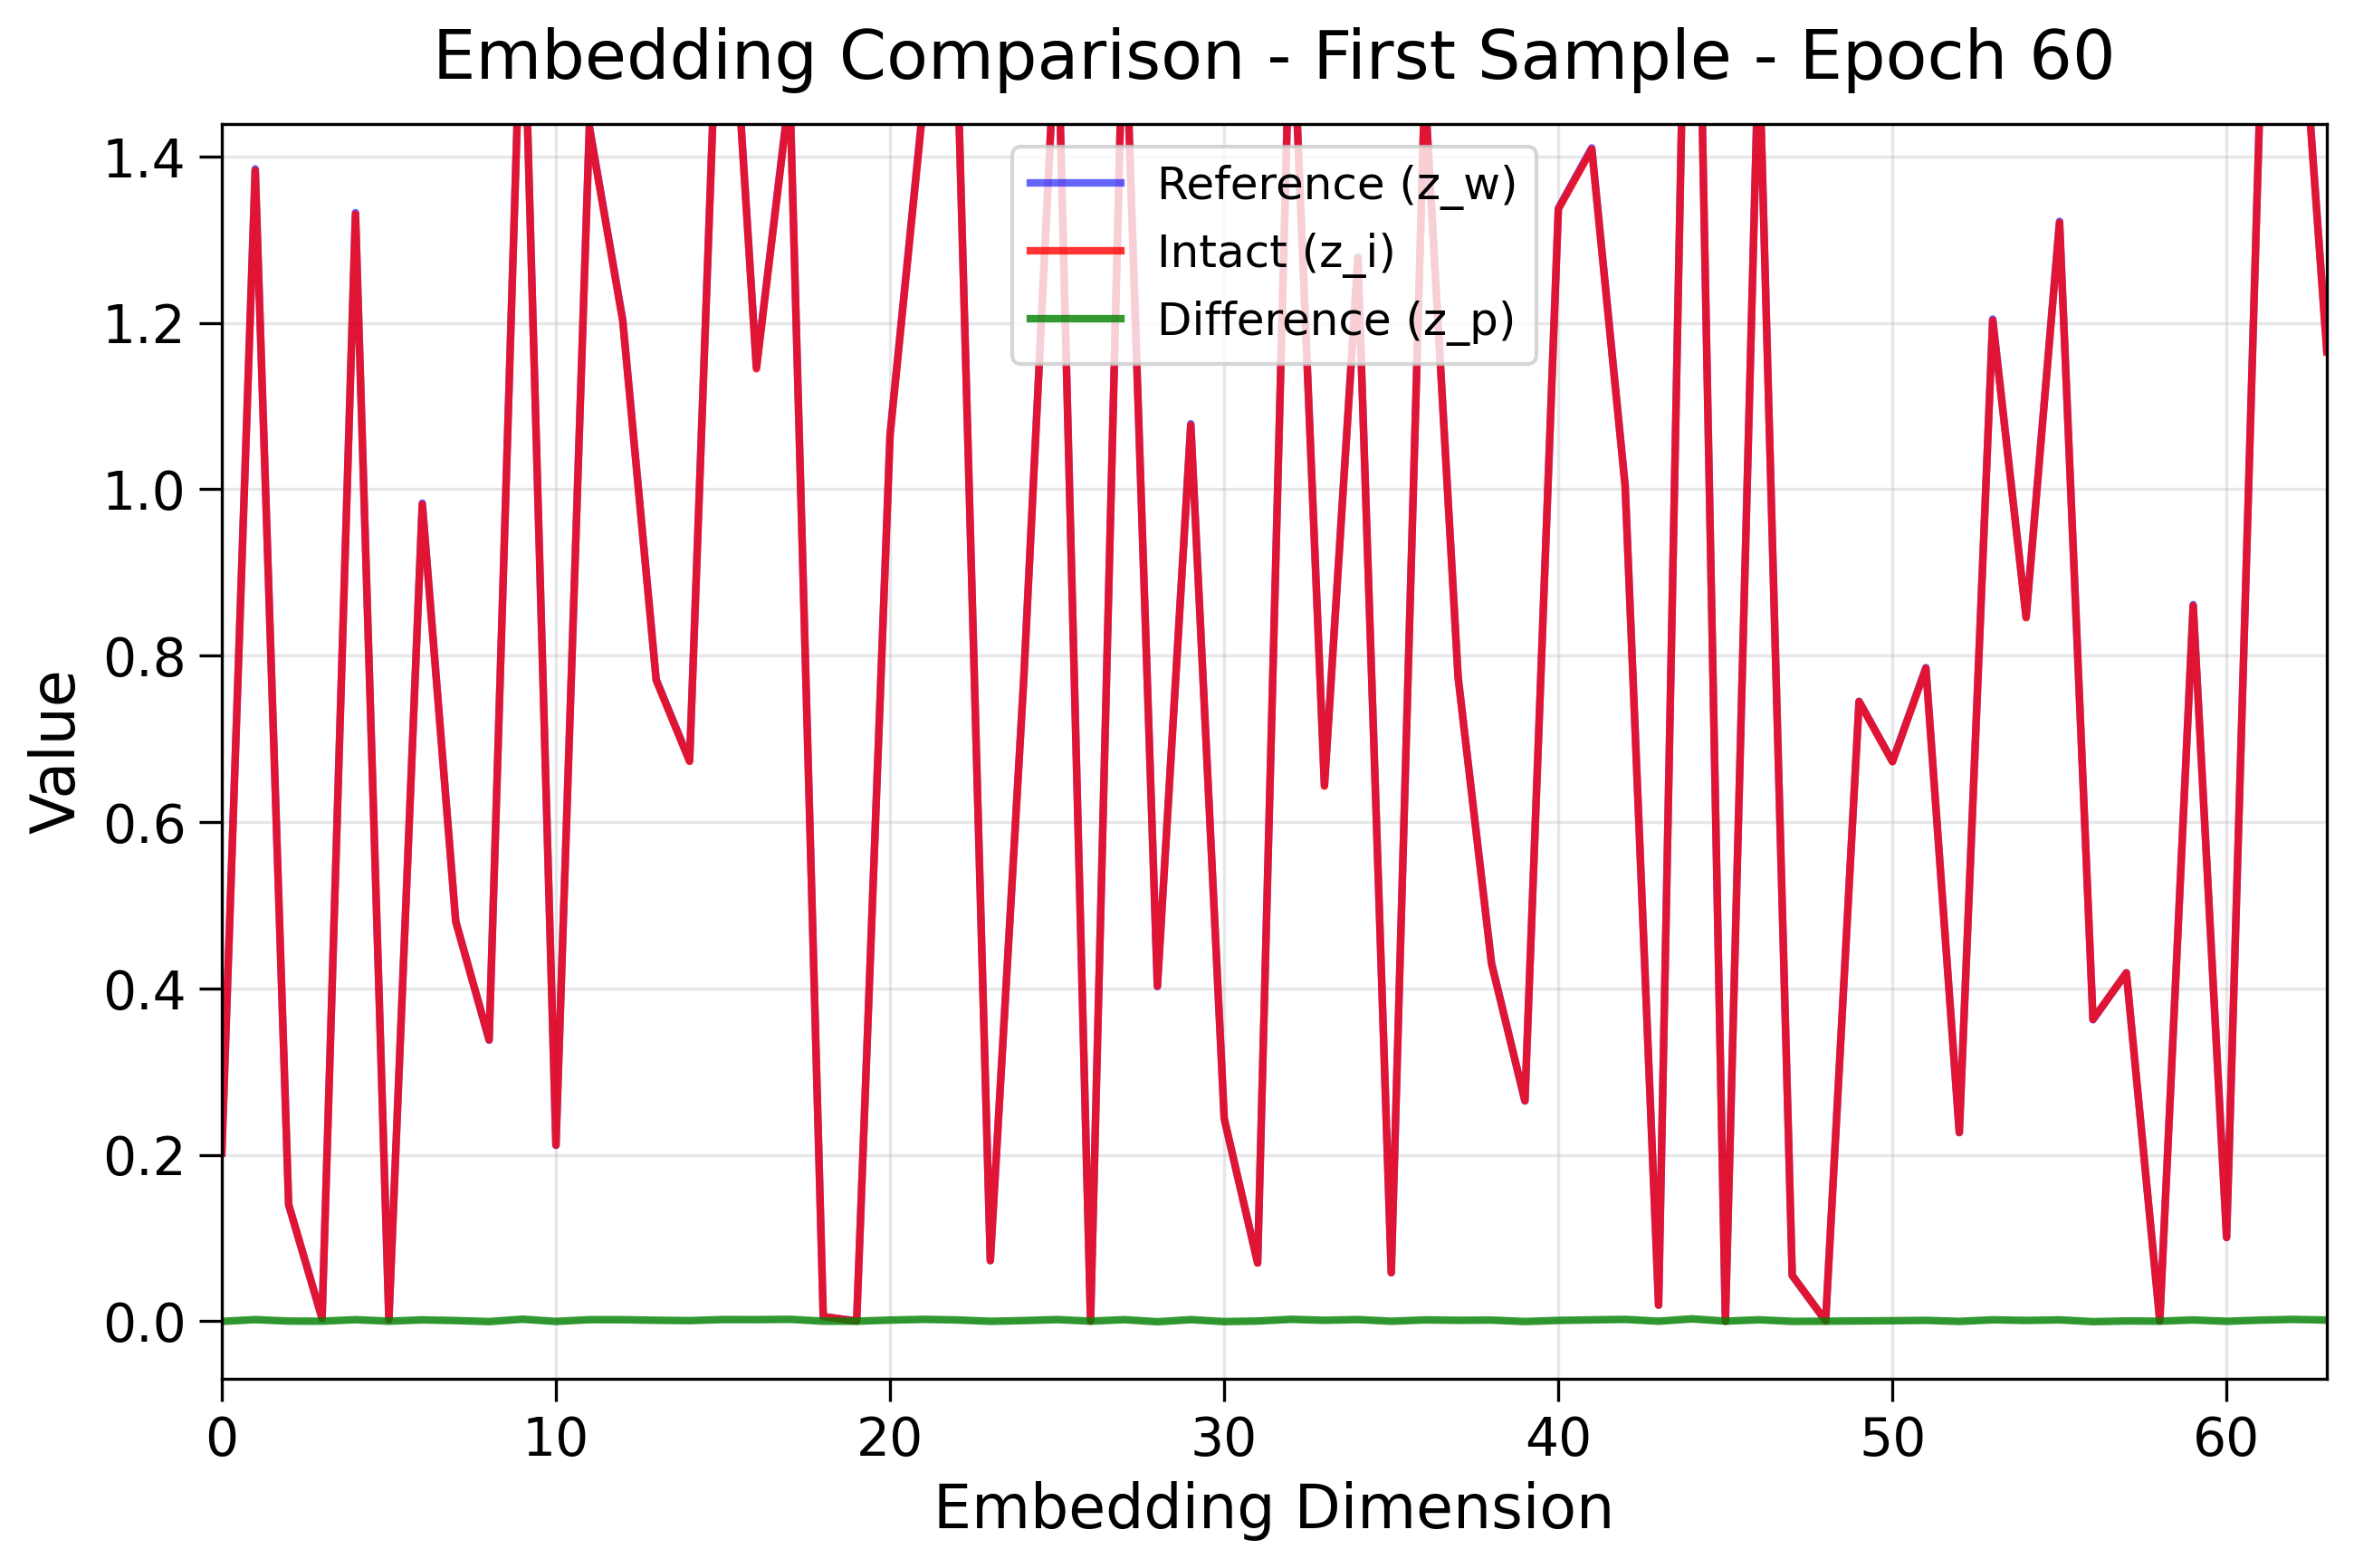 Embedding Comparison - First Sample - Epoch 60
Reference (z_w)
Intact (z_i)
Difference (z_p)
1.4
1.2
1.0
0.8
0.6
0.4
0.2
0.0
Value
0 10 20 30 40 50 60
Embedding Dimension